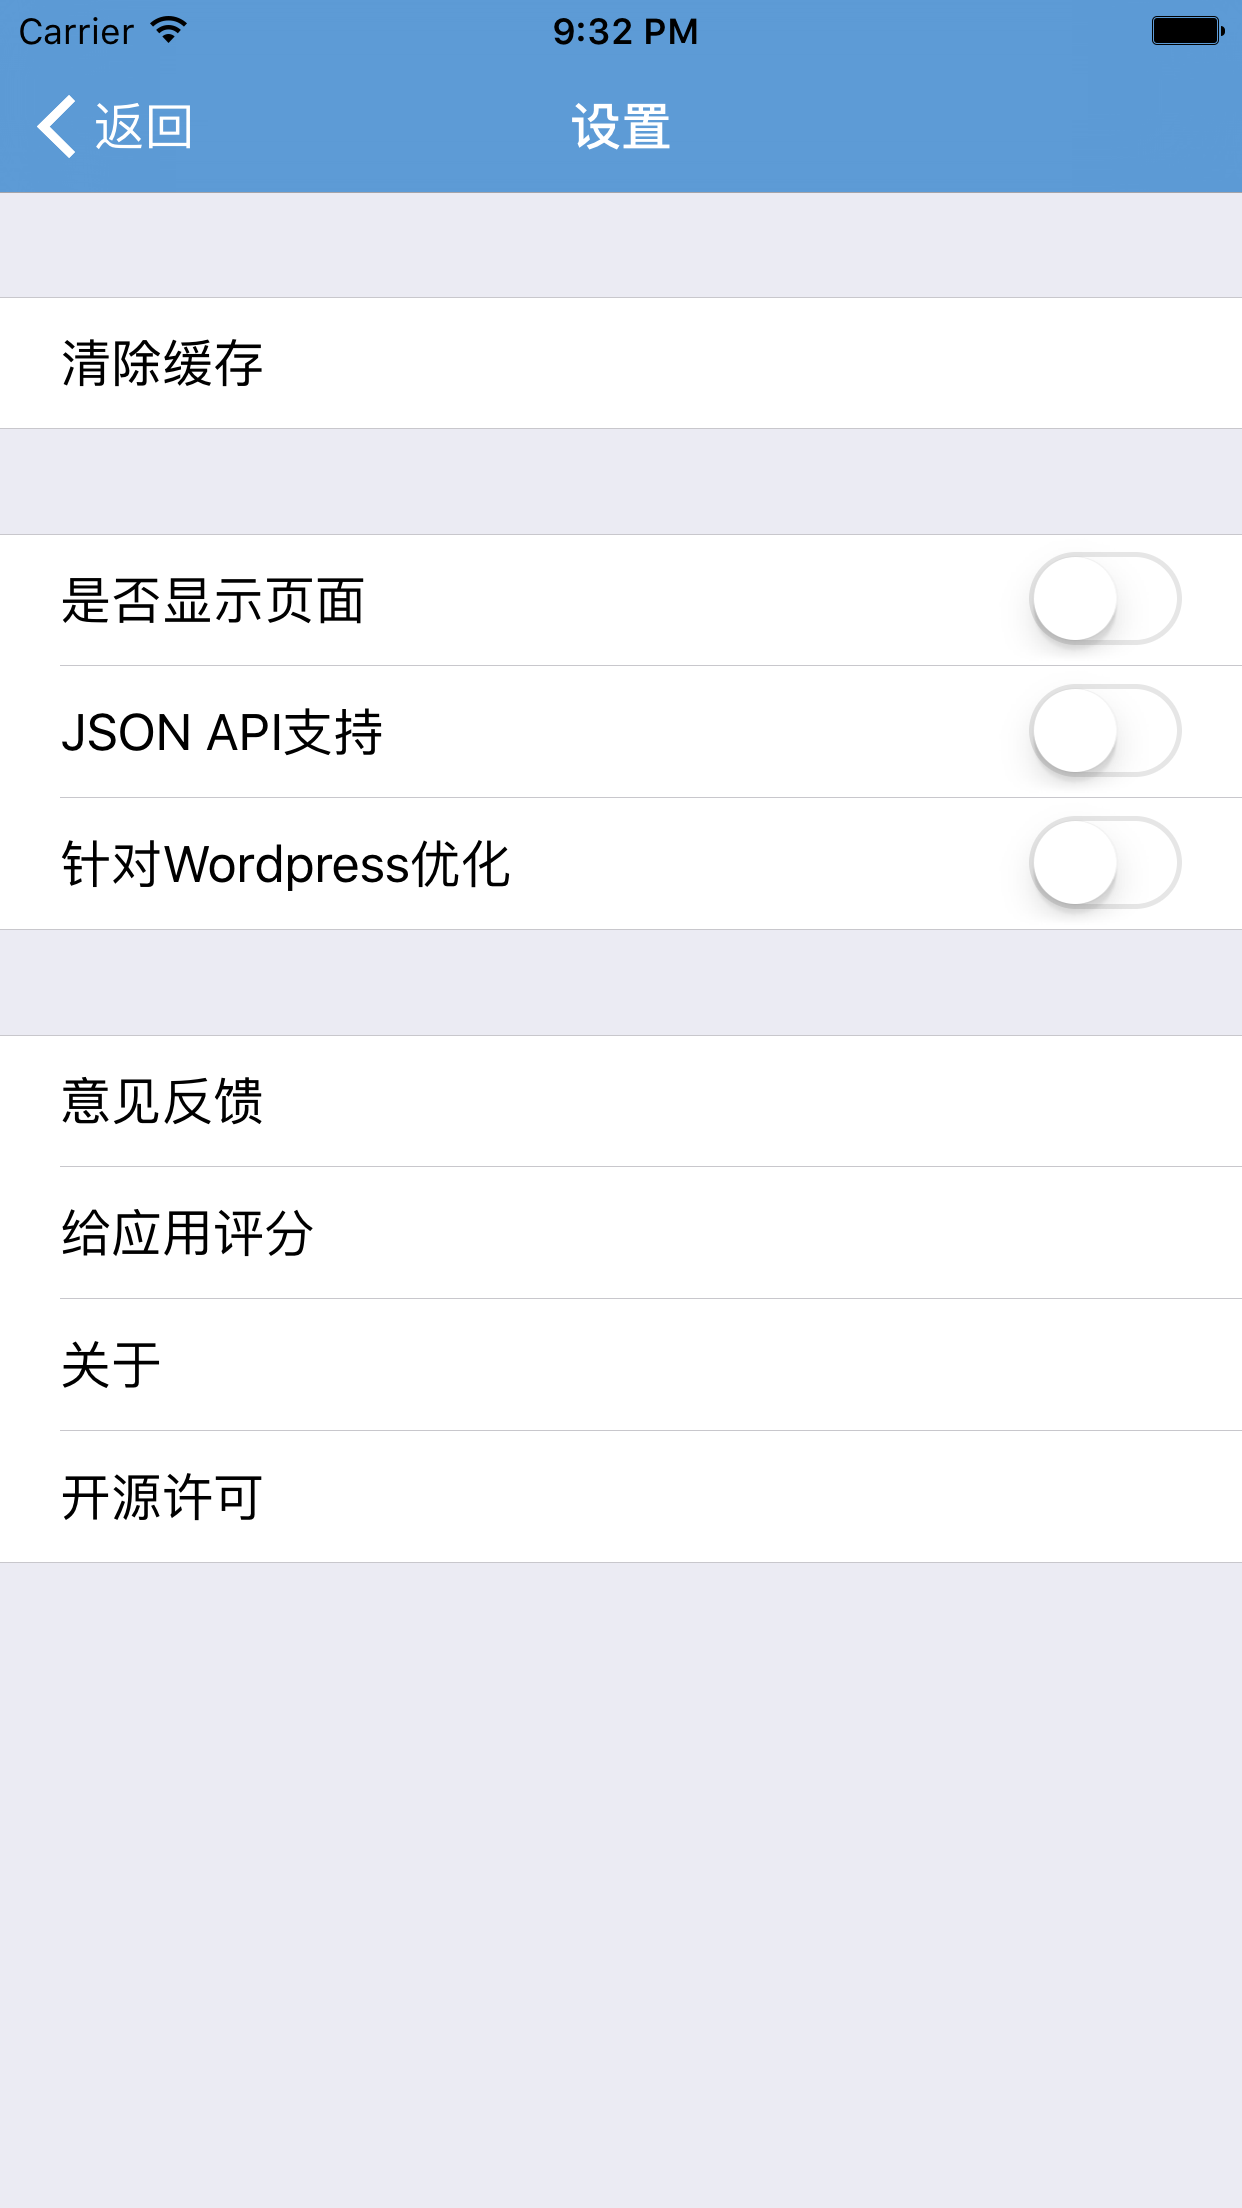 Carrier 9:32 PM
返回 设置
清除缓存
是否显示页面
JSON API支持
针对Wordpress优化
意见反馈
给应用评分
关于
开源许可